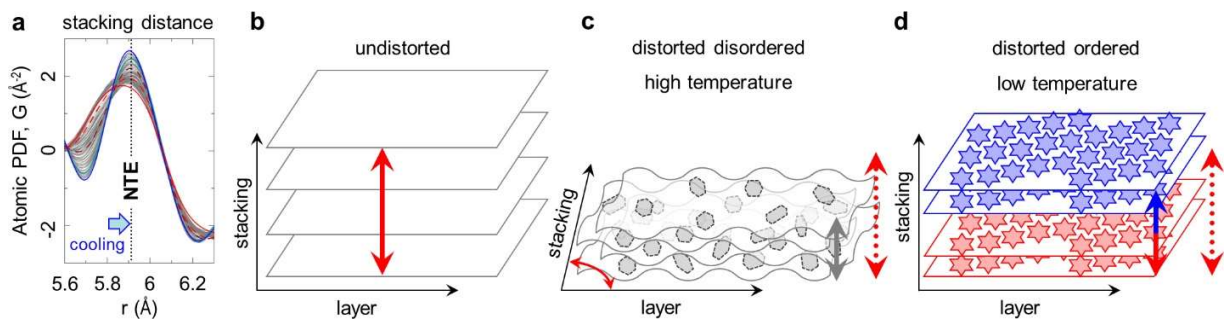 a
stacking distance
Atomic PDF, G (Å⁻²)
2
0
-2
NTE
cooling
5.6
5.8
6
6.2
r (Å)
b
undistorted
stacking
layer
c
distorted disordered
high temperature
stacking
layer
d
distorted ordered
low temperature
stacking
layer